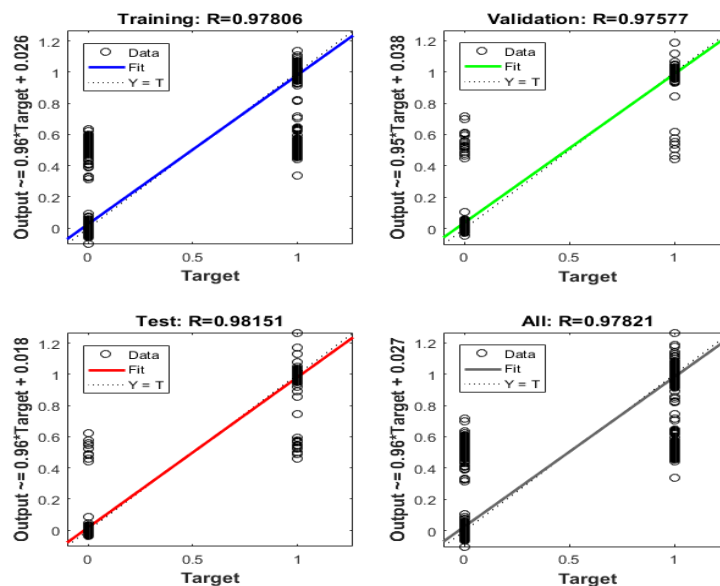 Training: R=0.97806
Output ~= 0.96*Target + 0.026
1.2
1
0.8
0.6
0.4
0.2
0
Data
Fit
Y = T
0 0.5 1
Target
Validation: R=0.97577
Output ~= 0.95*Target + 0.038
1.2
1
0.8
0.6
0.4
0.2
0
Data
Fit
Y = T
0 0.5 1
Target
Test: R=0.98151
Output ~= 0.96*Target + 0.018
1.2
1
0.8
0.6
0.4
0.2
0
Data
Fit
Y = T
0 0.5 1
Target
All: R=0.97821
Output ~= 0.96*Target + 0.027
1.2
1
0.8
0.6
0.4
0.2
0
Data
Fit
Y = T
0 0.5 1
Target